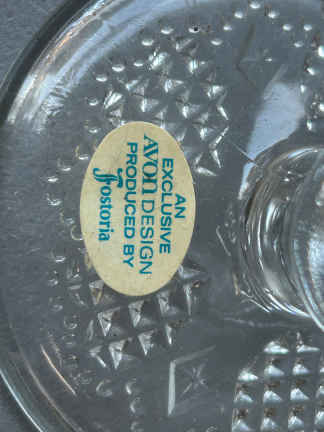 AN
EXCLUSIVE
AVON DESIGN
PRODUCED BY
Fostoria